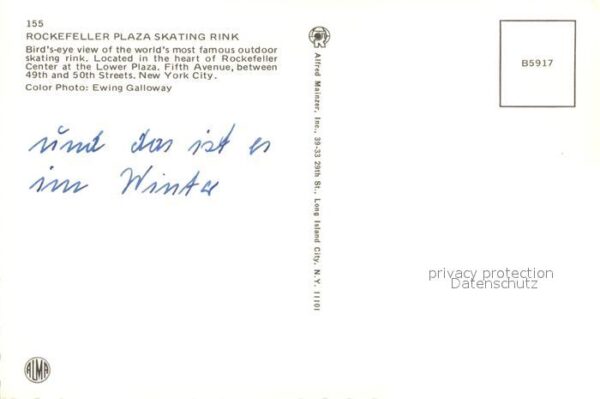 155
ROCKEFELLER PLAZA SKATING RINK
Bird's-eye view of the world's most famous outdoor
skating rink. Located in the heart of Rockefeller
Center at the Lower Plaza. Fifth Avenue, between
49th and 50th Streets. New York City.
Color Photo: Ewing Galloway
und das ist es
im Winter
ALMA
Alfred Mainzer, Inc., 39-33 29th St., Long Island City, N.Y. 11101
B5917
privacy protection
Datenschutz